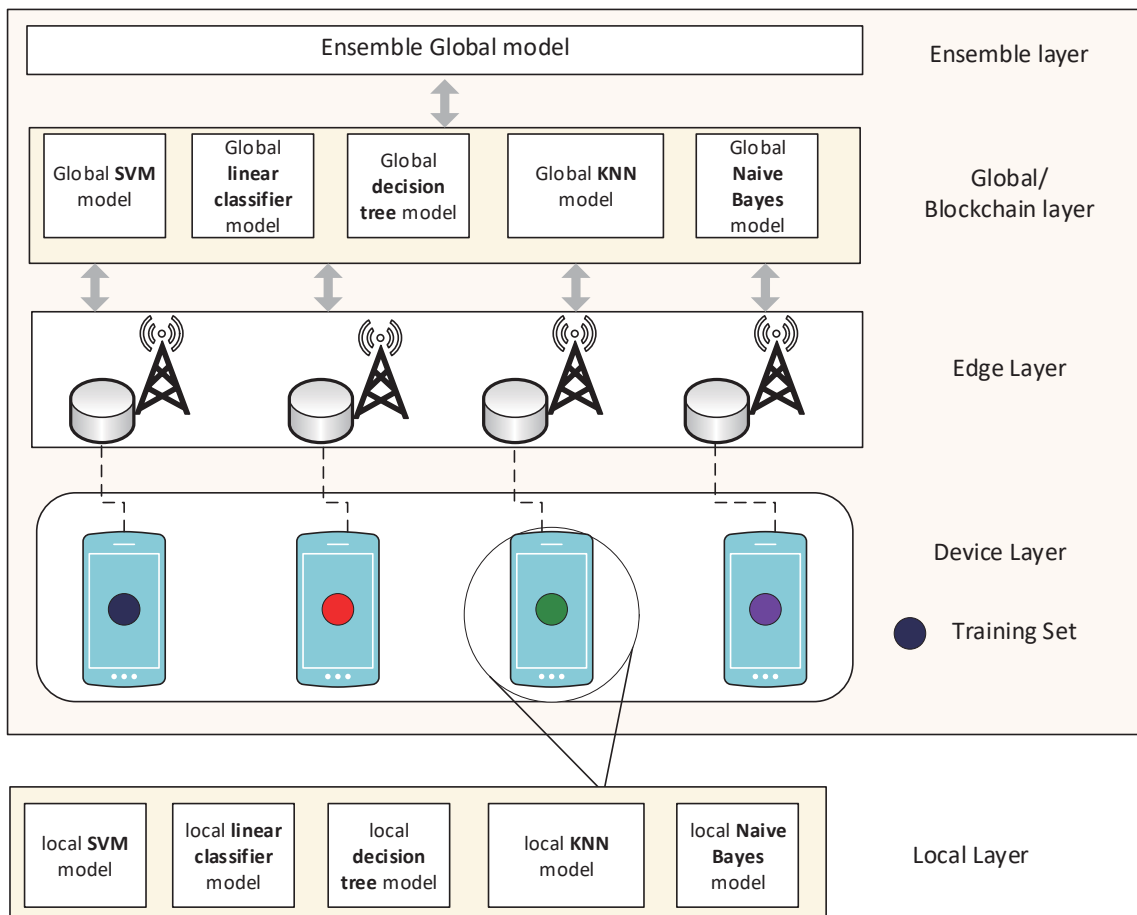 Ensemble Global model
Ensemble layer
Global SVM
model
Global
linear
classifier
model
Global
decision
tree model
Global KNN
model
Global
Naive
Bayes
model
Global/
Blockchain layer
Edge Layer
Device Layer
Training Set
local SVM
model
local linear
classifier
model
local
decision
tree model
local KNN
model
local Naive
Bayes
model
Local Layer